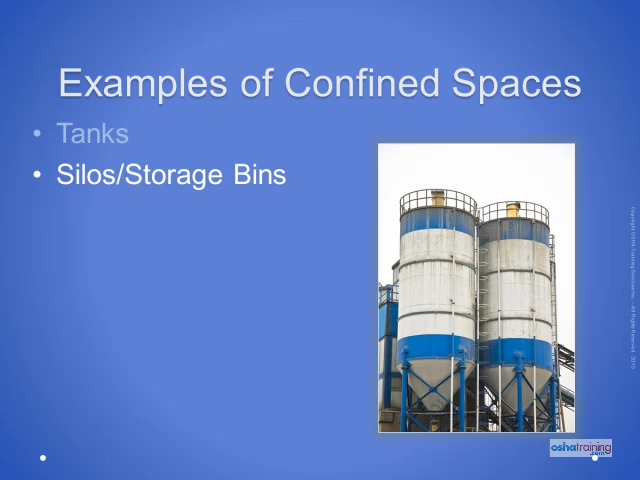 Examples of Confined Spaces
• Tanks
• Silos/Storage Bins
oshatraining
.com